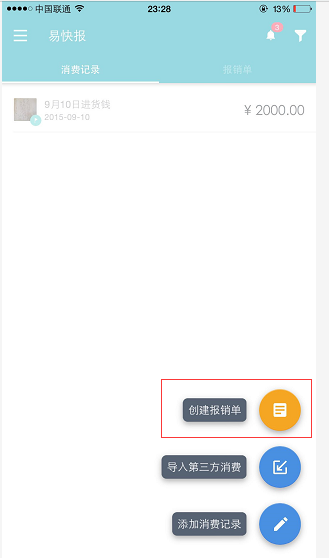 中国联通 23:28 13%
易快报 3
消费记录 报销单
9月10日进货钱 ¥ 2000.00
2015-09-10
创建报销单
导入第三方消费
添加消费记录